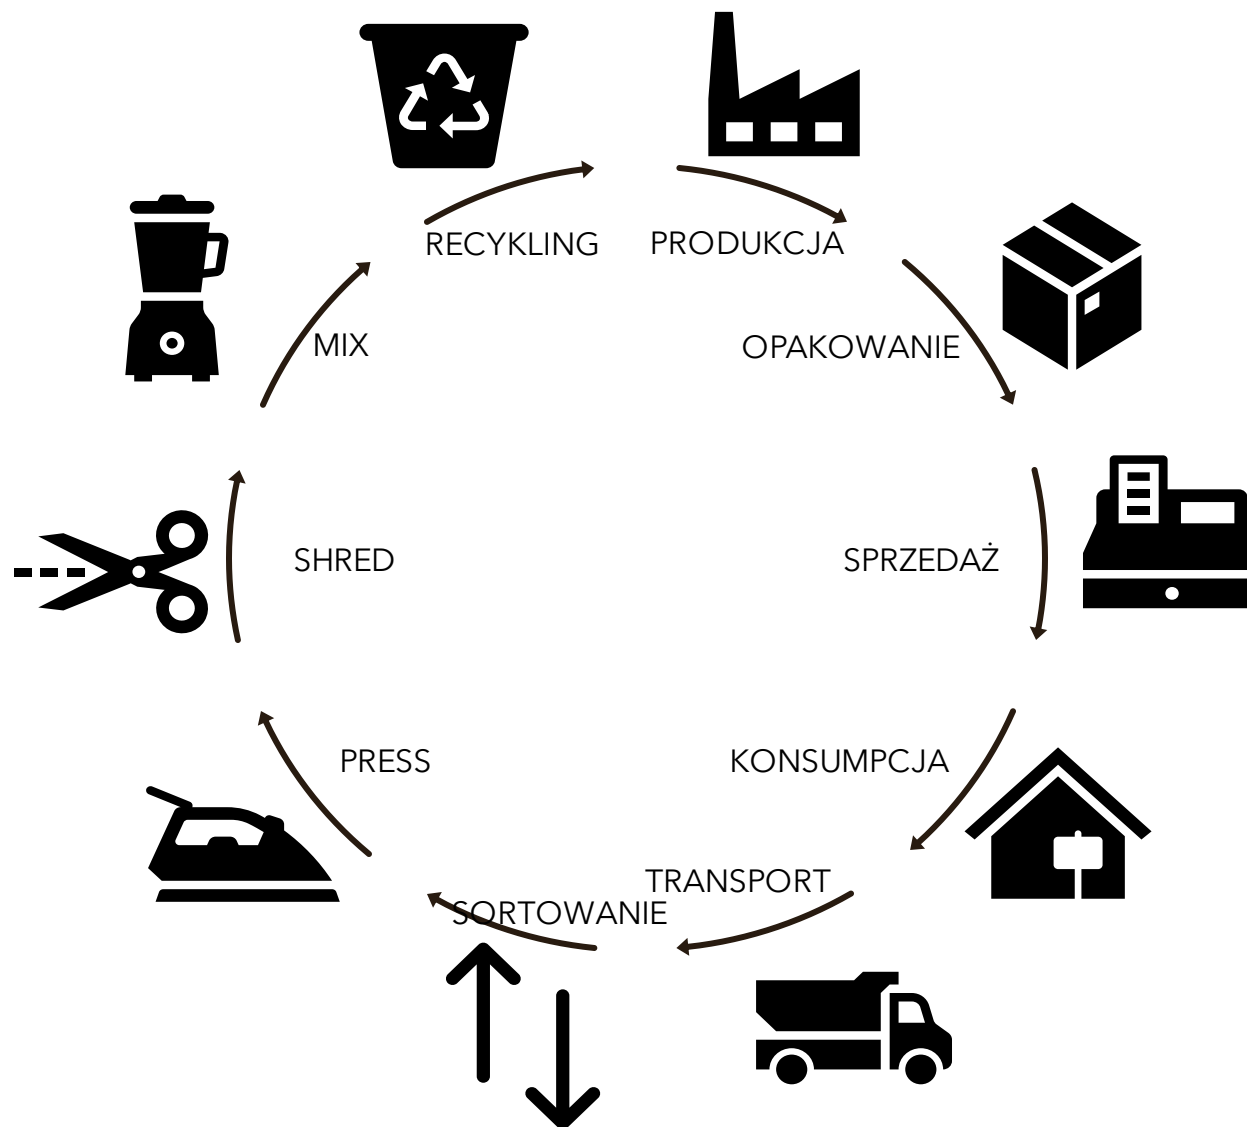 RECYKLING
PRODUKCJA
MIX
OPAKOWANIE
SHRED
SPRZEDAŻ
PRESS
KONSUMPCJA
TRANSPORT
SORTOWANIE